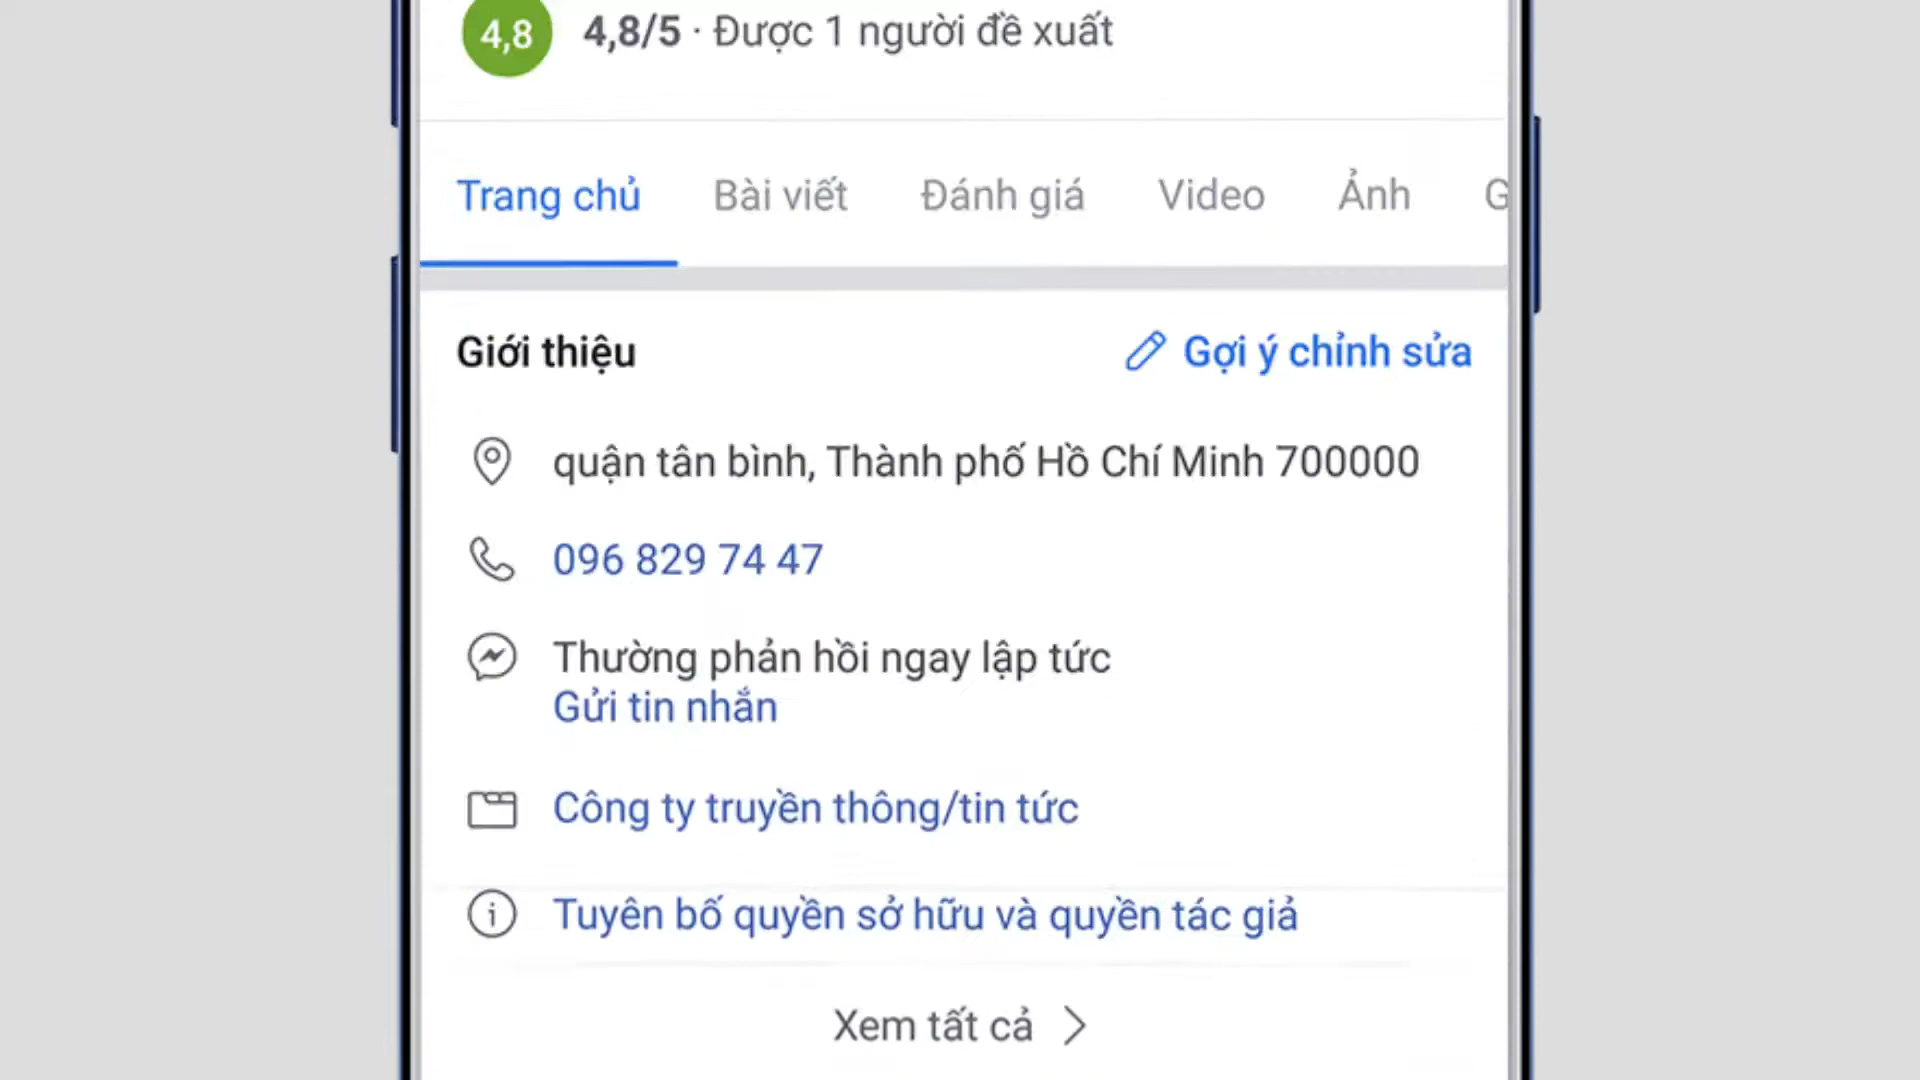 4,8 4,8/5 · Được 1 người đề xuất
Trang chủ Bài viết Đánh giá Video Ảnh G
Giới thiệu Gợi ý chỉnh sửa
quận tân bình, Thành phố Hồ Chí Minh 700000
096 829 74 47
Thường phản hồi ngay lập tức
Gửi tin nhắn
Công ty truyền thông/tin tức
Tuyên bố quyền sở hữu và quyền tác giả
Xem tất cả